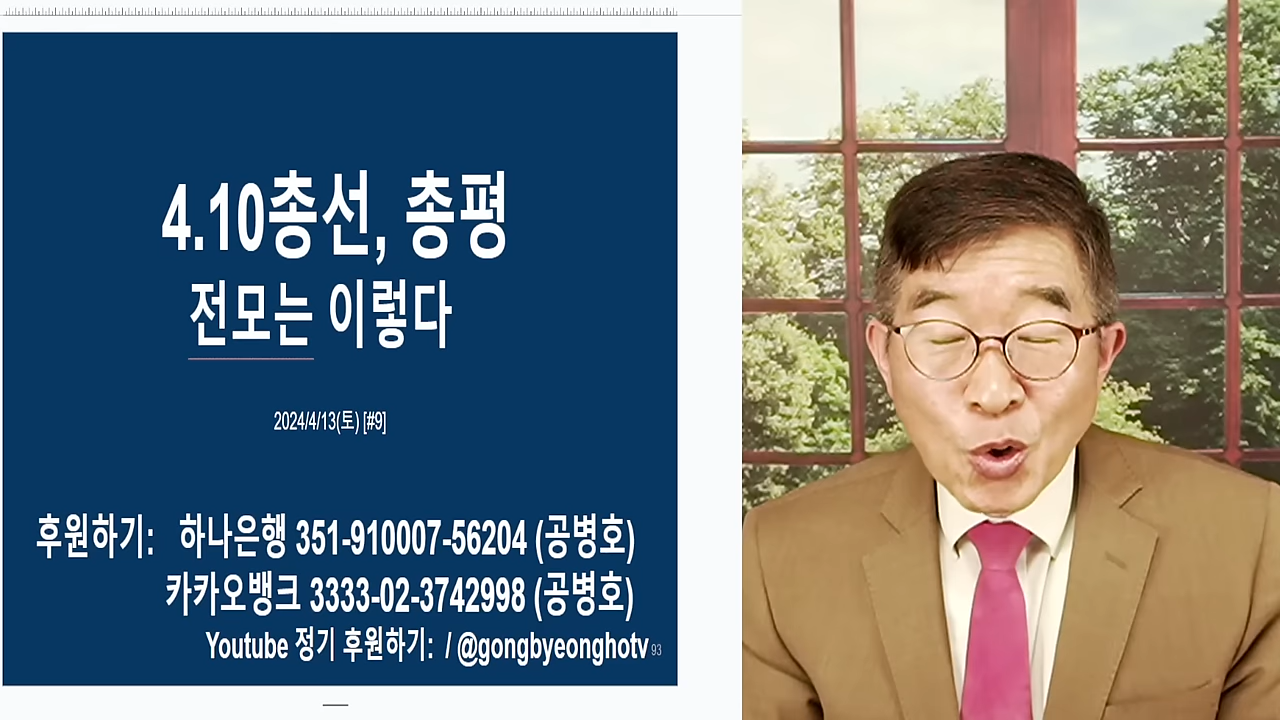 4.10총선, 총평
전모는 이렇다
2024/4/13(토) [#9]
후원하기: 하나은행 351-910007-56204 (공병호)
카카오뱅크 3333-02-3742998 (공병호)
Youtube 정기 후원하기: / @gongbyeonghotv
93